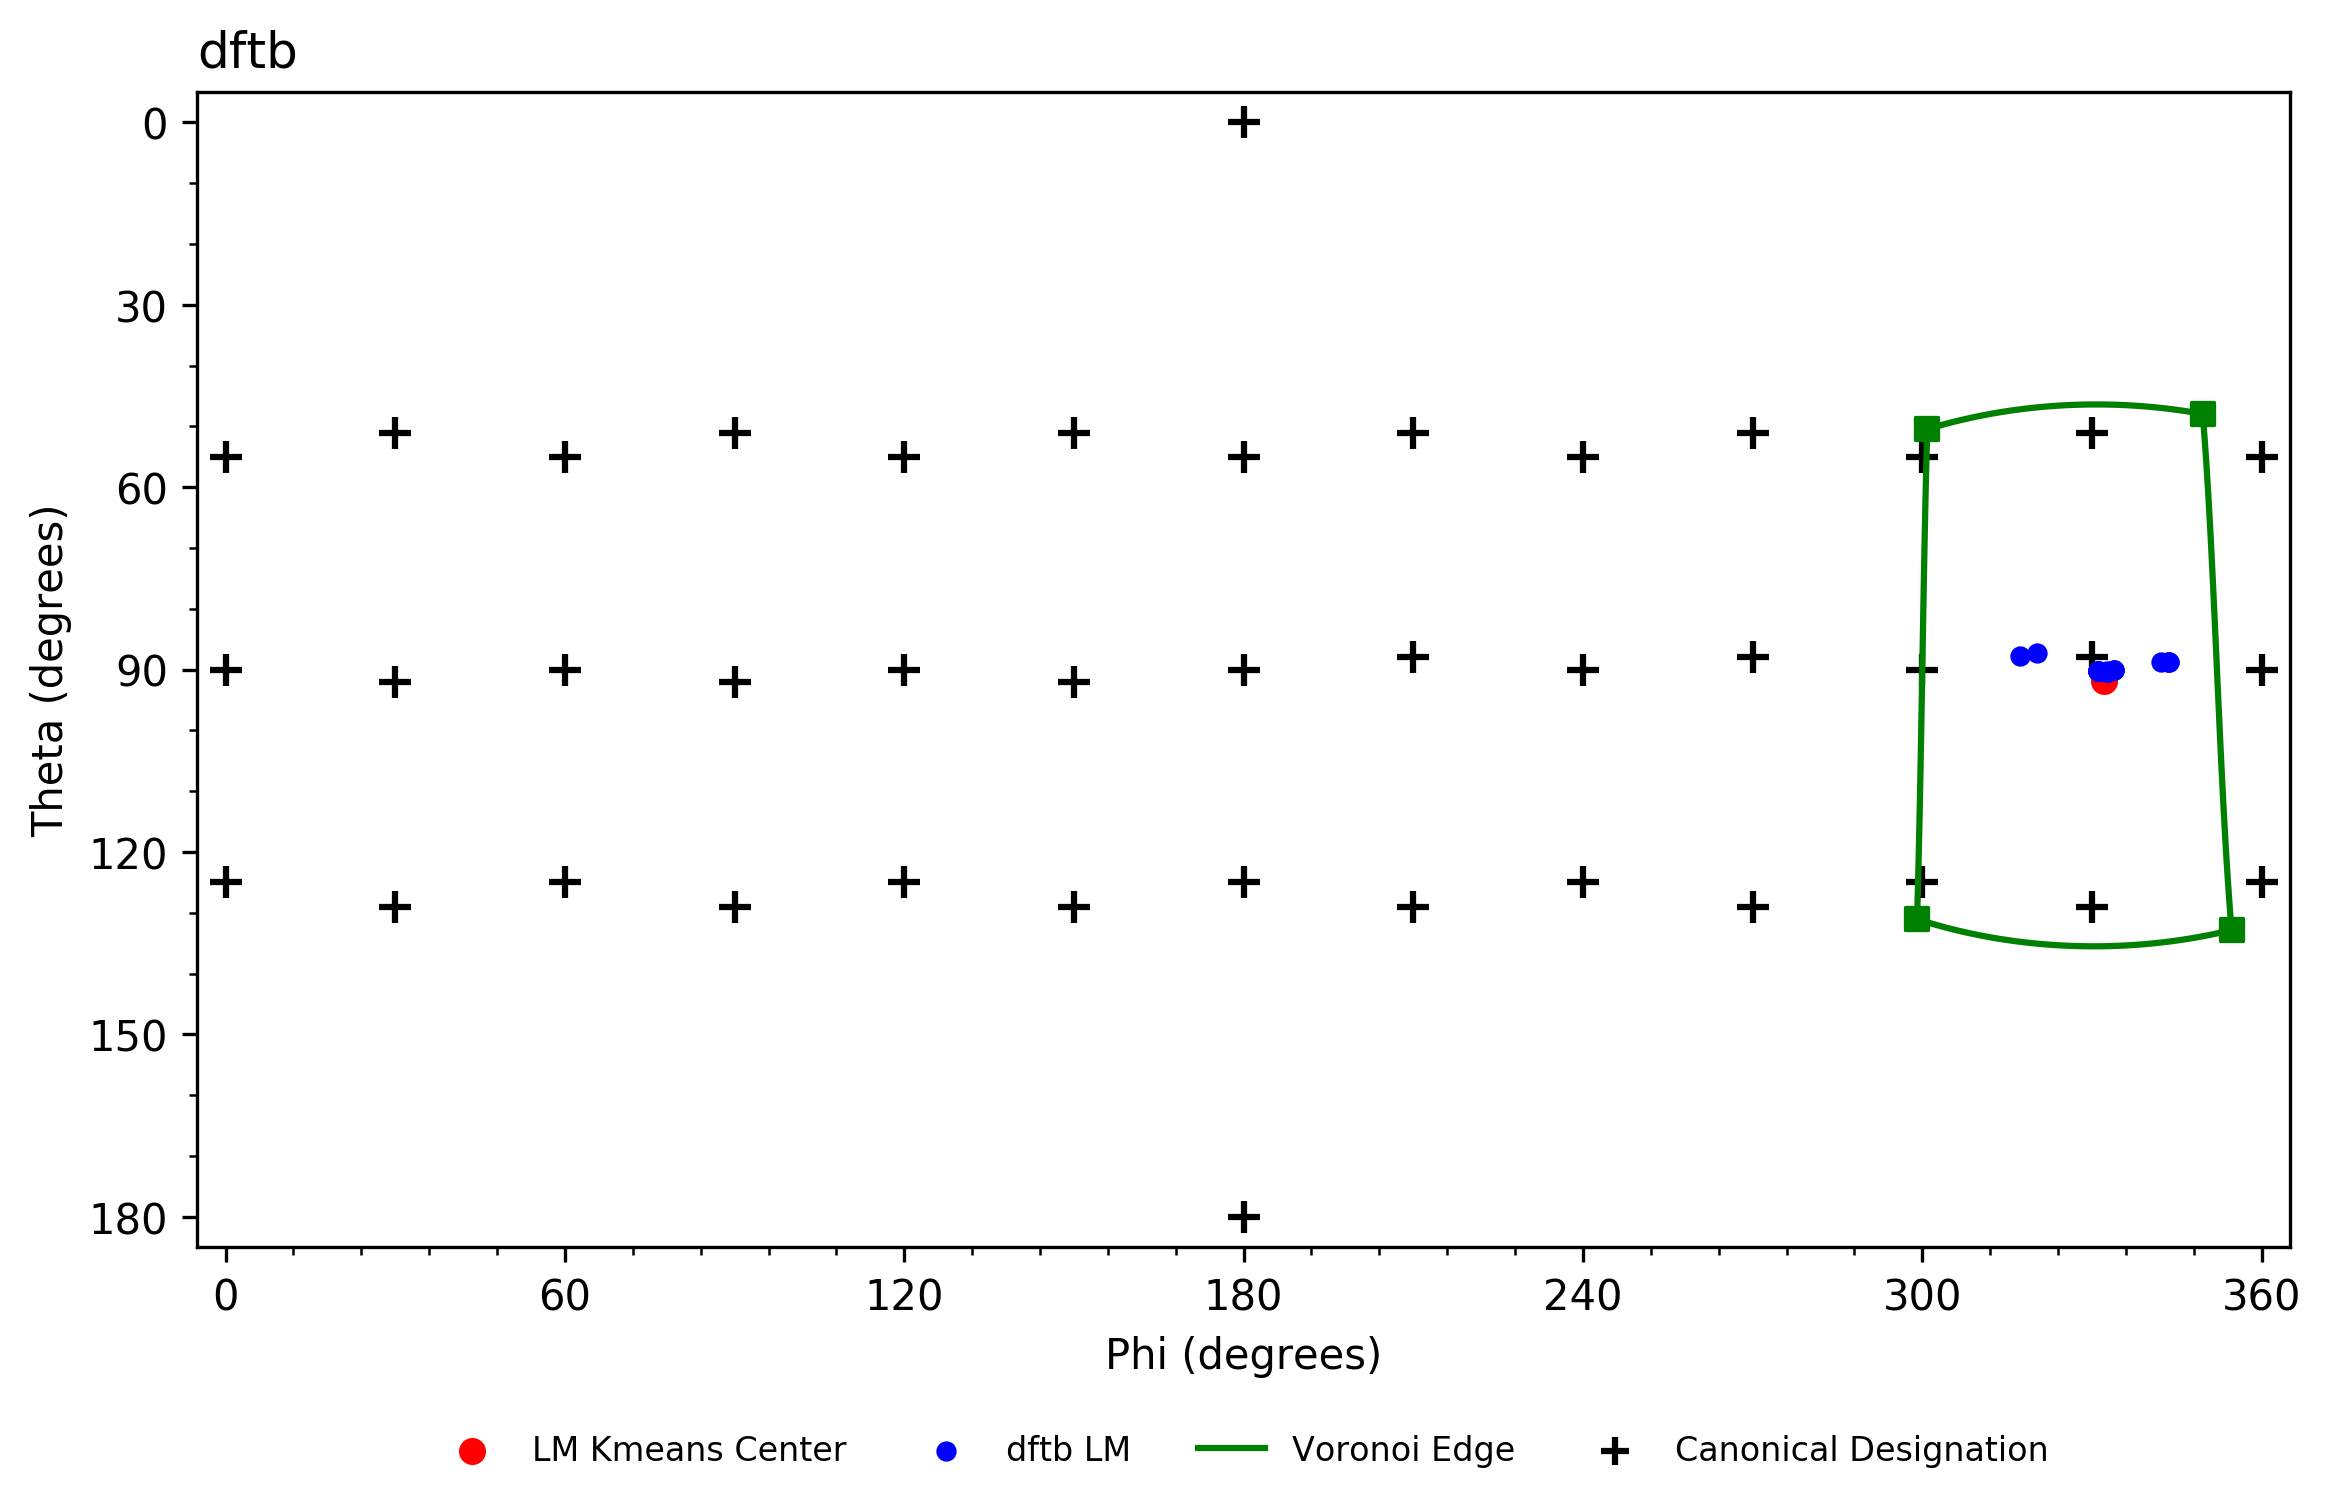 dftb
0
30
60
90
120
150
180
Theta (degrees)
0 60 120 180 240 300 360
Phi (degrees)
LM Kmeans Center dftb LM Voronoi Edge Canonical Designation